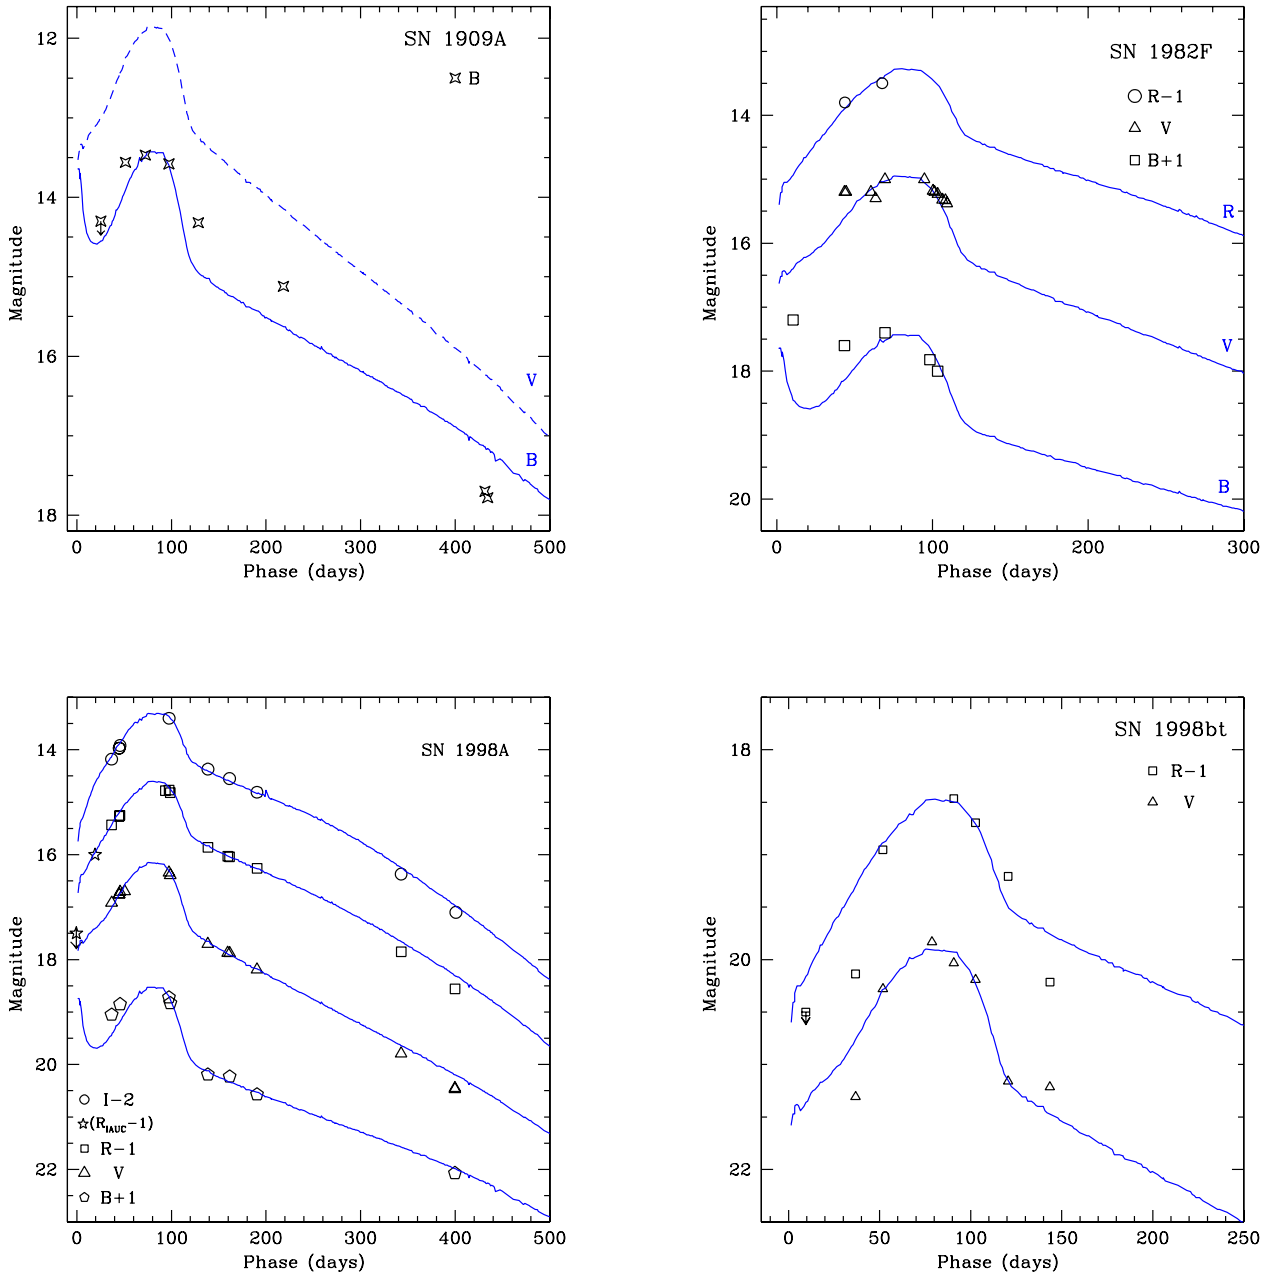 SN 1909A
B
12
14
16
18
V
B
0 100 200 300 400 500
Phase (days)
Magnitude
SN 1982F
R-1
V
B+1
14
16
18
20
R
V
B
0 100 200 300
Phase (days)
Magnitude
SN 1998A
14
16
18
20
22
I-2
(RIAUC-1)
R-1
V
B+1
0 100 200 300 400 500
Phase (days)
Magnitude
SN 1998bt
R-1
V
18
20
22
0 50 100 150 200 250
Phase (days)
Magnitude